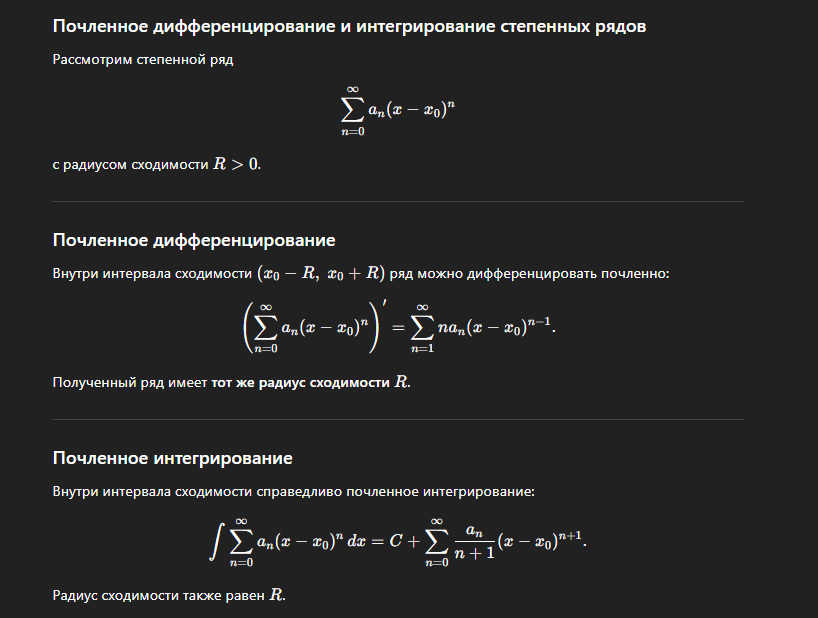 Почленное дифференцирование и интегрирование степенных рядов
Рассмотрим степенной ряд
$$\sum_{n=0}^{\infty} a_n(x-x_0)^n$$
с радиусом сходимости $R > 0$.
Почленное дифференцирование
Внутри интервала сходимости $(x_0 - R,\ x_0 + R)$ ряд можно дифференцировать почленно:
$$\left(\sum_{n=0}^{\infty} a_n(x-x_0)^n\right)' = \sum_{n=1}^{\infty} na_n(x-x_0)^{n-1}.$$
Полученный ряд имеет тот же радиус сходимости $R$.
Почленное интегрирование
Внутри интервала сходимости справедливо почленное интегрирование:
$$\int \sum_{n=0}^{\infty} a_n(x-x_0)^n\,dx = C + \sum_{n=0}^{\infty} \frac{a_n}{n+1}(x-x_0)^{n+1}.$$
Радиус сходимости также равен $R$.